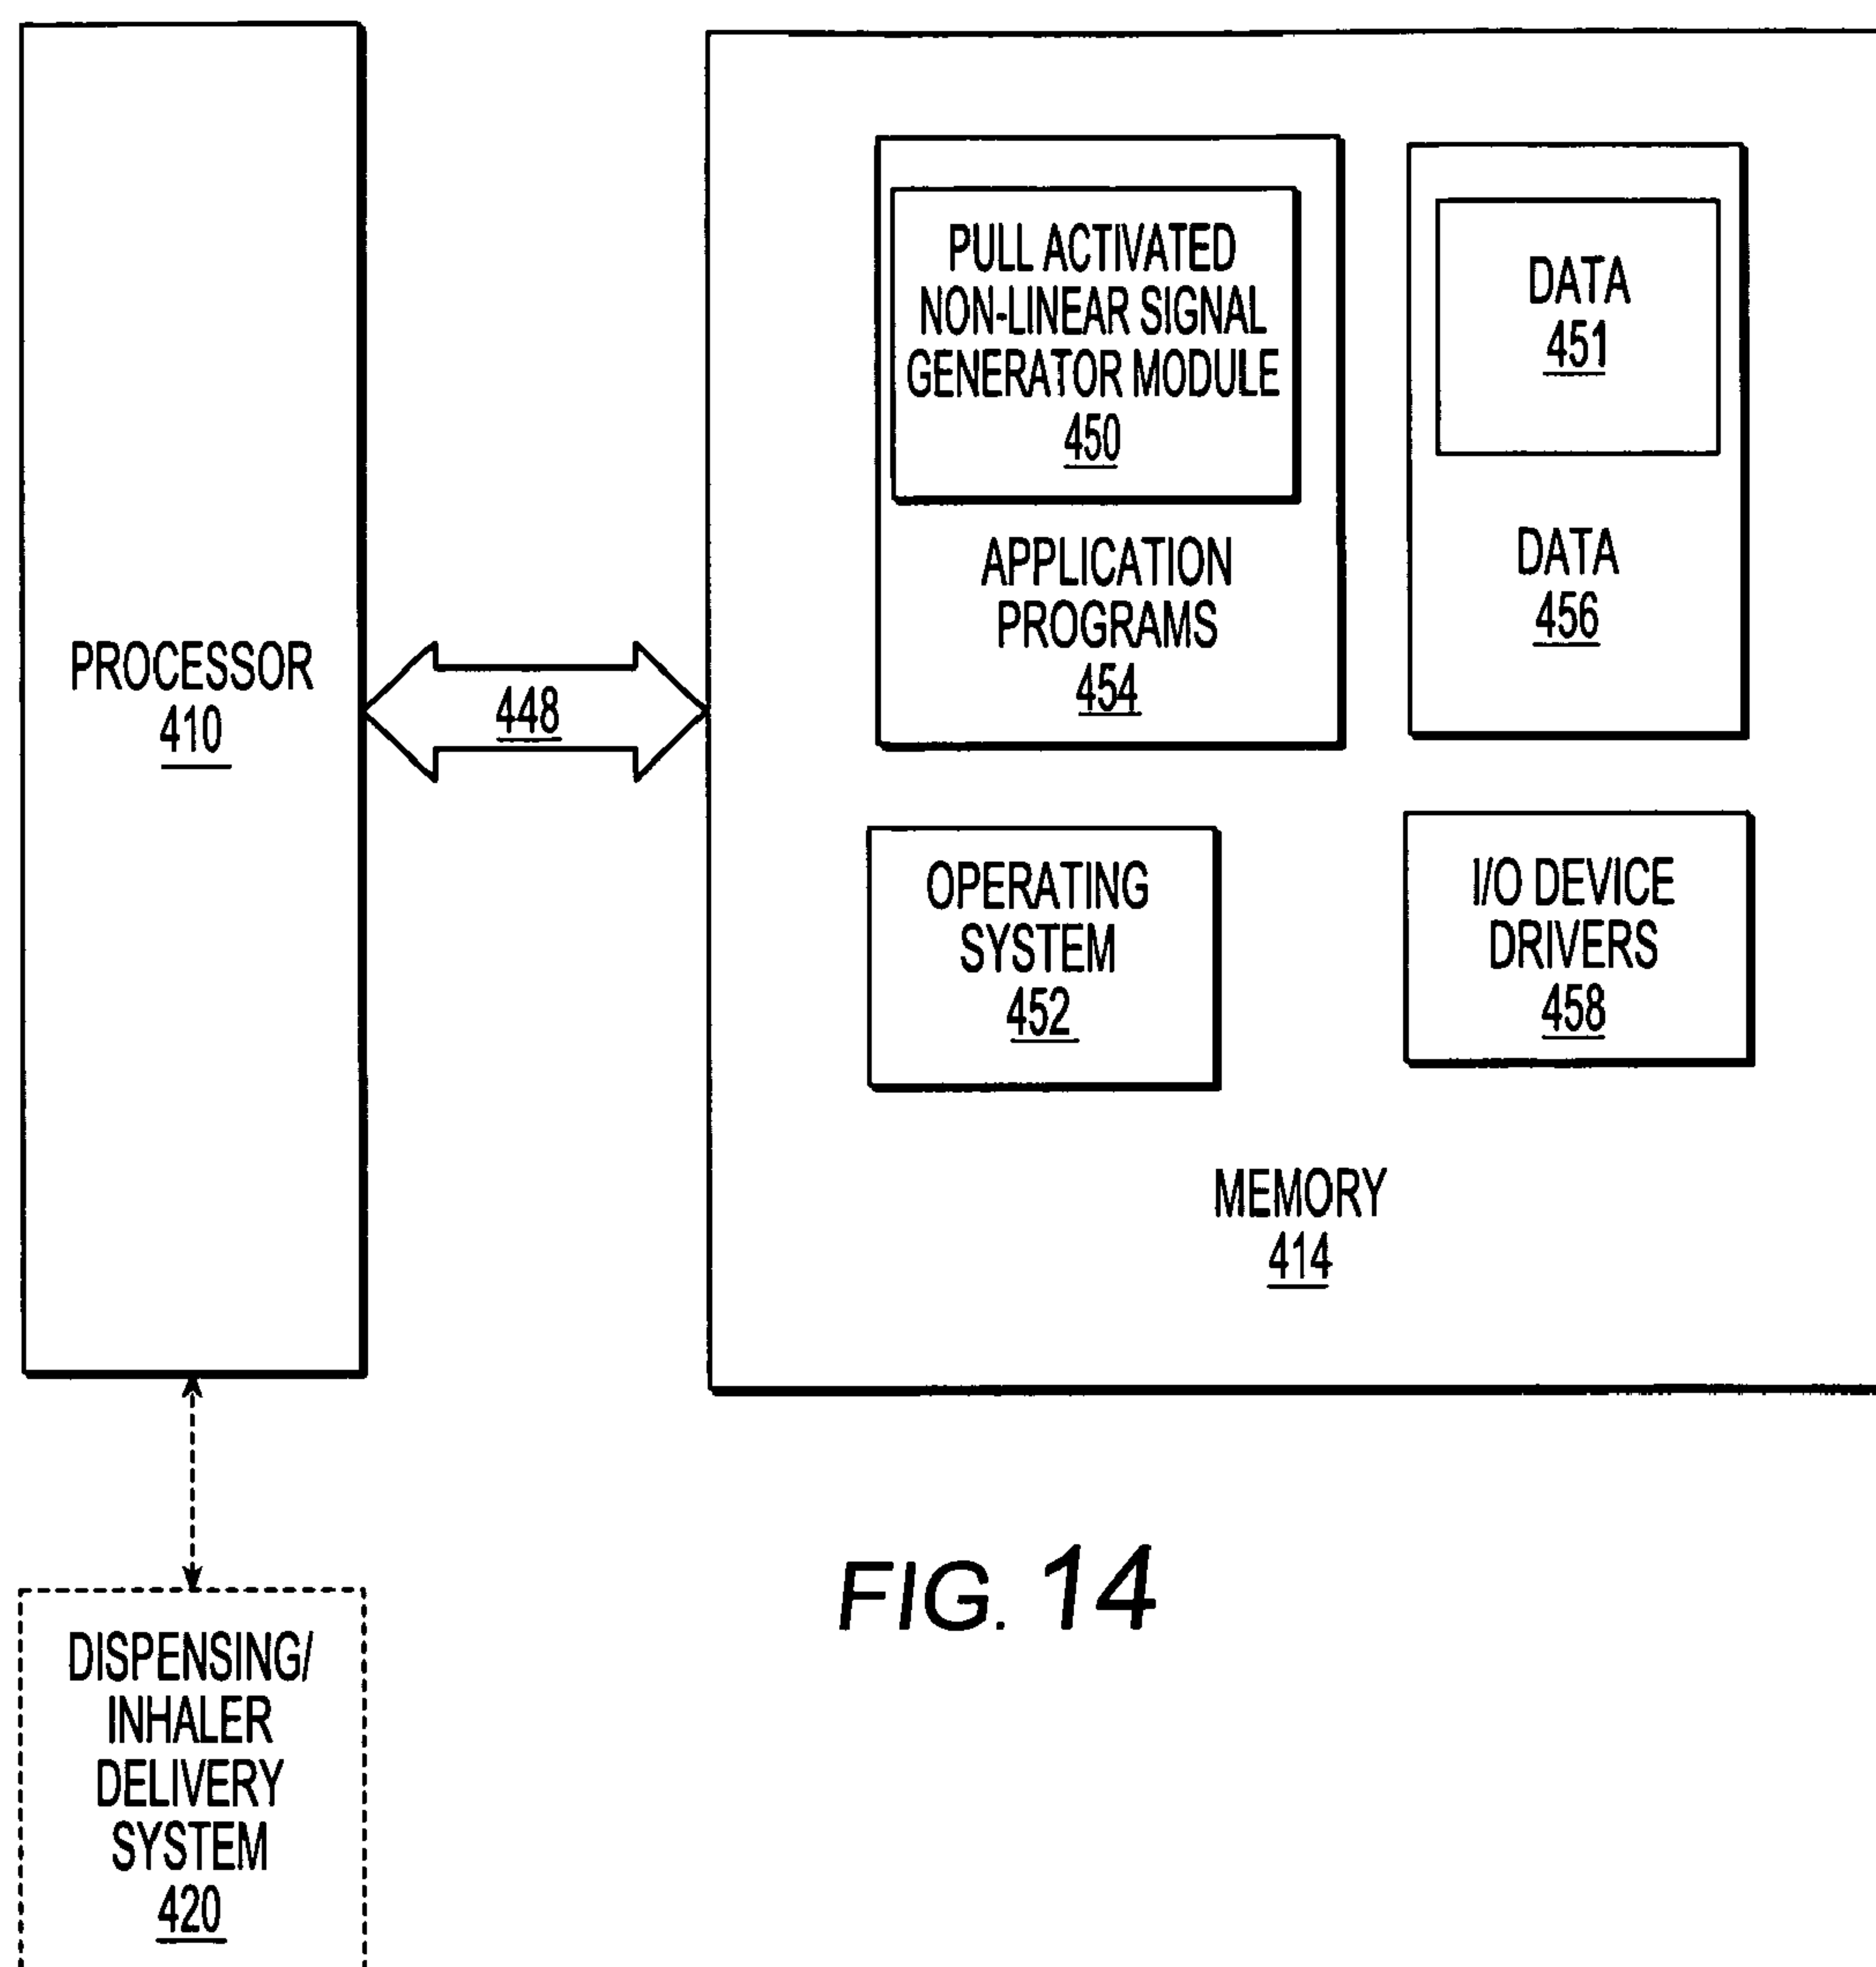 PROCESSOR
410
448
PULL ACTIVATED
NON-LINEAR SIGNAL
GENERATOR MODULE
450
APPLICATION
PROGRAMS
454
DATA
451
DATA
456
OPERATING
SYSTEM
452
I/O DEVICE
DRIVERS
458
MEMORY
414
DISPENSING/
INHALER
DELIVERY
SYSTEM
420
FIG. 14